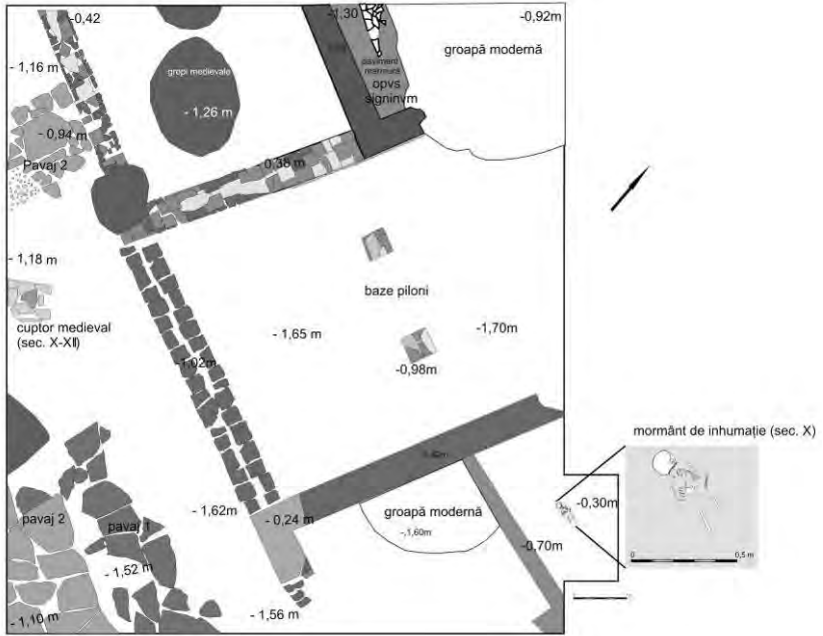 -0,42
-1,30
-0,92m
groapă modernă
gropi medievale
paviment
opvs
signinvm
- 1,16m
- 1,26 m
-0,94 m
-0,38 m
Pavaj 2
- 1,18 m
baze piloni
cuptor medieval
(sec. X-XII)
- 1,65 m
-1,70m
-1,02m
-0,98m
mormânt de inhumație (sec. X)
- 1,62m
- 0,24 m
groapă modernă
-,1,60m
-0,30m
pavaj 2
pavaj 1
-0,70m
- 1,52 m
0
0,5 m
-1,10 m
- 1,56 m